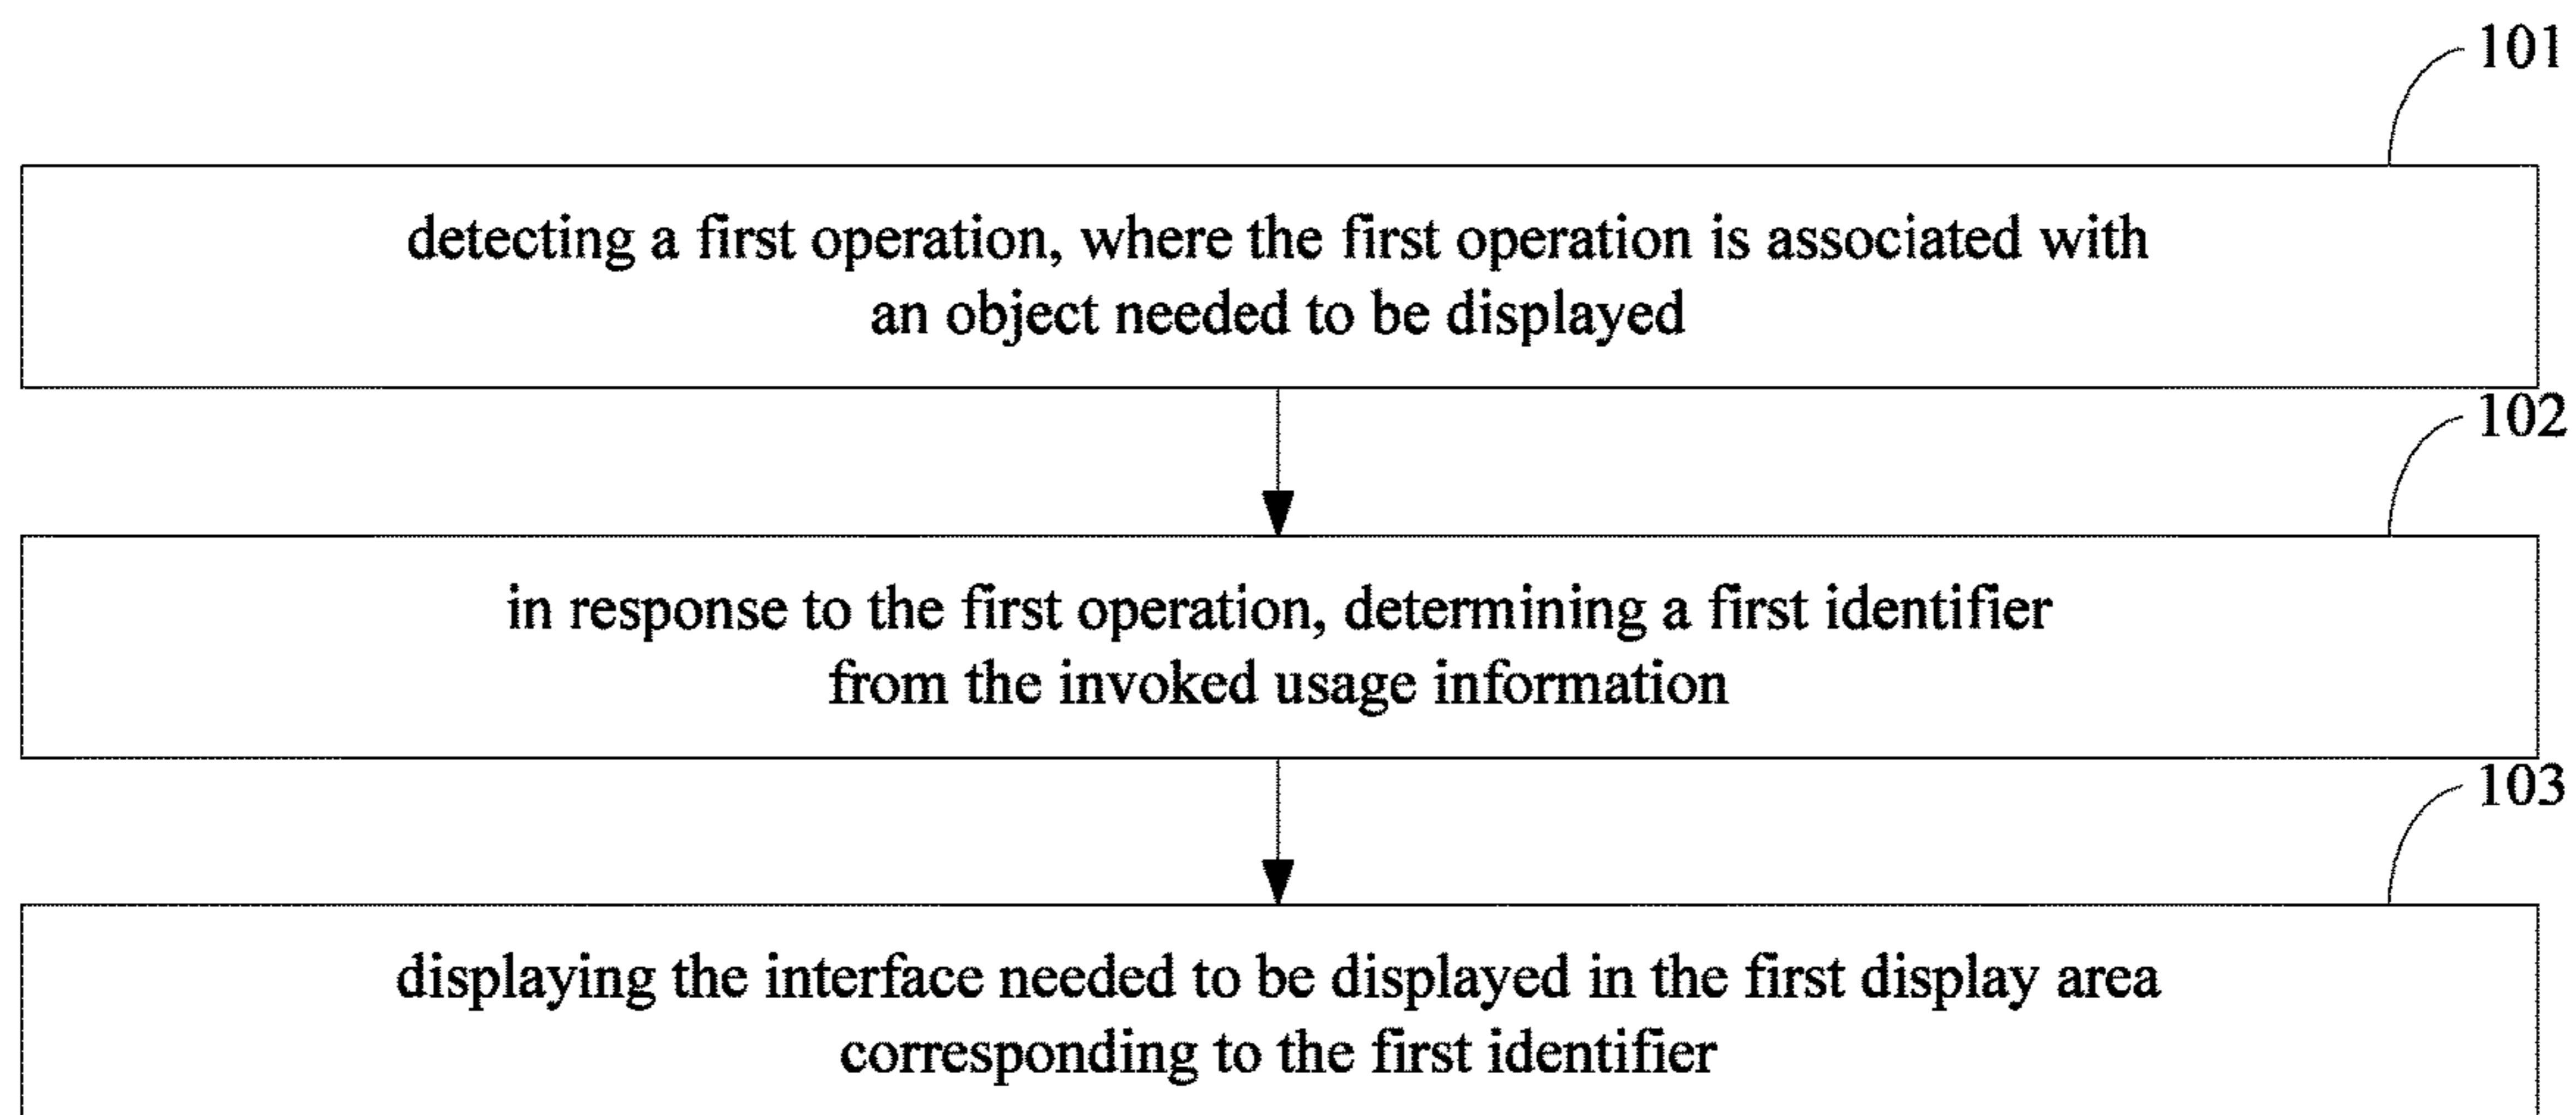 101
detecting a first operation, where the first operation is associated with
an object needed to be displayed
102
in response to the first operation, determining a first identifier
from the invoked usage information
103
displaying the interface needed to be displayed in the first display area
corresponding to the first identifier